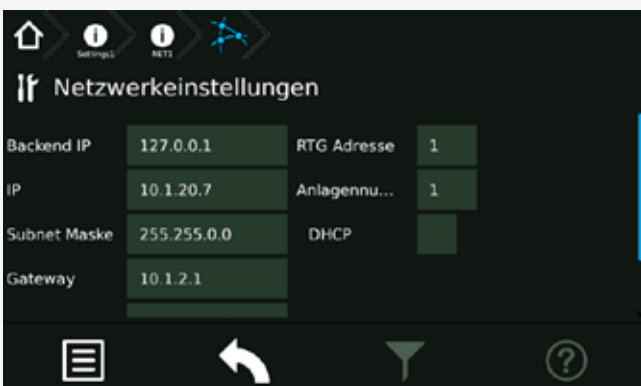 Settings1 NET1
Netzwerkeinstellungen
Backend IP 127.0.0.1 RTG Adresse 1
IP 10.1.20.7 Anlagennu... 1
Subnet Maske 255.255.0.0 DHCP
Gateway 10.1.2.1